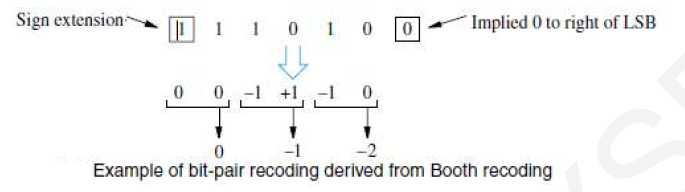 Sign extension 1 1 1 0 1 0 0 Implied 0 to right of LSB
0 0 -1 +1 -1 0
0 -1 -2
Example of bit-pair recoding derived from Booth recoding